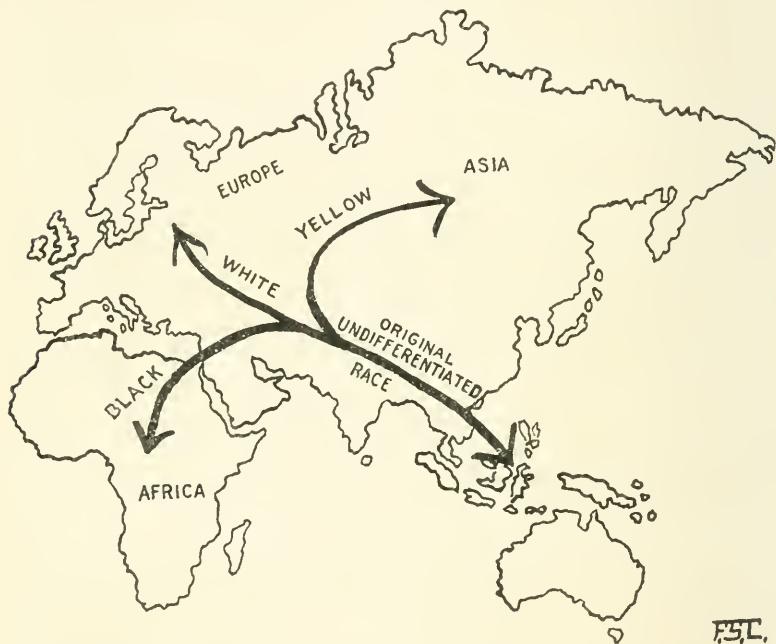 EUROPE
ASIA
YELLOW
WHITE
ORIGINAL
UNDIFFERENTIATED
RACE
BLACK
AFRICA
F.S.C.